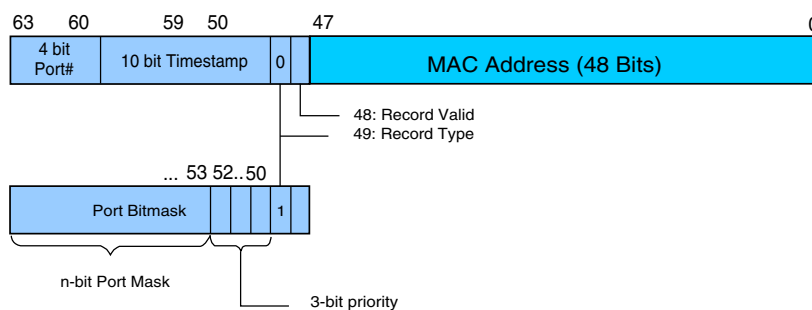 63 60 59 50 47 0
4 bit
Port#
10 bit Timestamp
0
MAC Address (48 Bits)
48: Record Valid
49: Record Type
... 53 52..50
Port Bitmask
1
n-bit Port Mask
3-bit priority